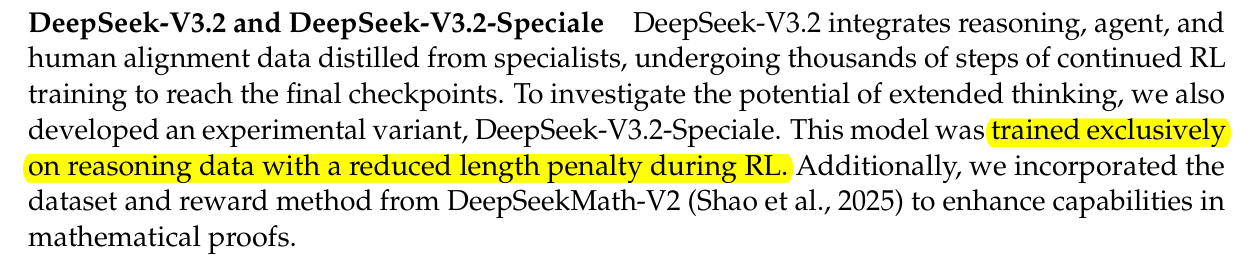 DeepSeek-V3.2 and DeepSeek-V3.2-Speciale DeepSeek-V3.2 integrates reasoning, agent, and
human alignment data distilled from specialists, undergoing thousands of steps of continued RL
training to reach the final checkpoints. To investigate the potential of extended thinking, we also
developed an experimental variant, DeepSeek-V3.2-Speciale. This model was trained exclusively
on reasoning data with a reduced length penalty during RL. Additionally, we incorporated the
dataset and reward method from DeepSeekMath-V2 (Shao et al., 2025) to enhance capabilities in
mathematical proofs.